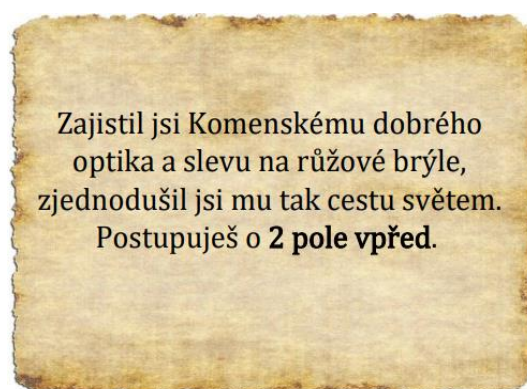 Zajistil jsi Komenskému dobrého
optika a slevu na růžové brýle,
zjednodušil jsi mu tak cestu světem.
Postupuješ o 2 pole vpřed.